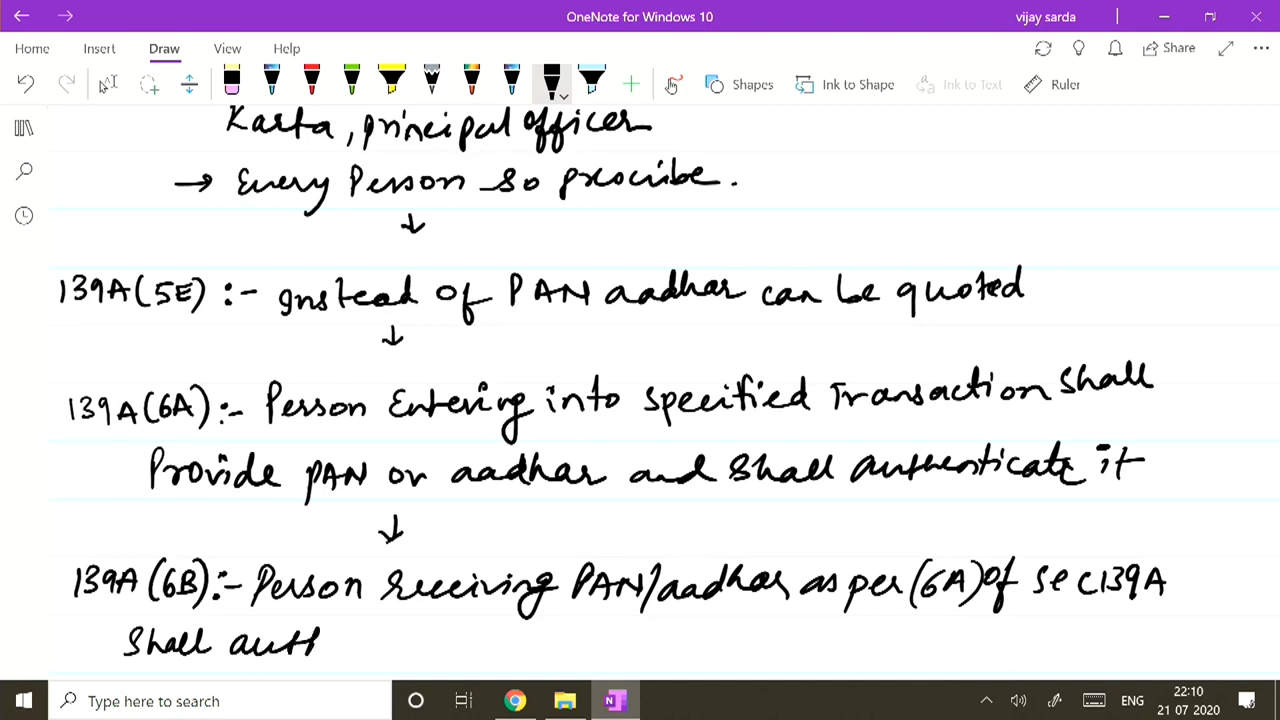 OneNote for Windows 10
vijay sarda
Home Insert Draw View Help
Share
Shapes Ink to Shape Ink to Text Ruler
Karta, principal officer
→ Every Person so prescribe.
↓
139A(5E) :- Instead of PAN aadhar can be quoted
↓
139A(6A) :- Person Entering into specified Transaction shall
Provide PAN or aadhar and shall authenticate it
↓
139A(6B) :- Person receiving PAN/aadhar as per (6A) of sec 139A
Shall auth
Type here to search
ENG
22:10
21 07 2020
3